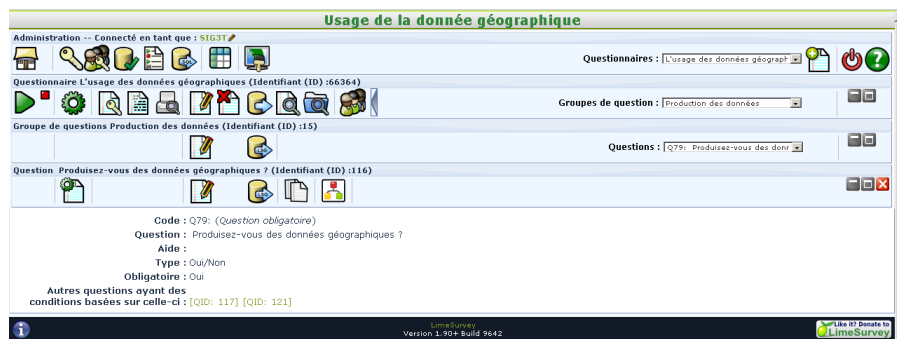 Usage de la donnée géographique
Administration -- Connecté en tant que : SIG3T
Questionnaires : L'usage des données géograph
Questionnaire L'usage des données géographiques (Identifiant (ID) :66364)
Groupes de question : Production des données
Groupe de questions Production des données (Identifiant (ID) :15)
Questions : Q79: Produisez-vous des donr
Question Produisez-vous des données géographiques ? (Identifiant (ID) :116)
Code : Q79: (Question obligatoire)
Question : Produisez-vous des données géographiques ?
Aide :
Type : Oui/Non
Obligatoire : Oui
Autres questions ayant des
conditions basées sur celle-ci : [QID: 117] [QID: 121]
LimeSurvey
Version 1.90+ Build 9642
Like it? Donate to
LimeSurvey